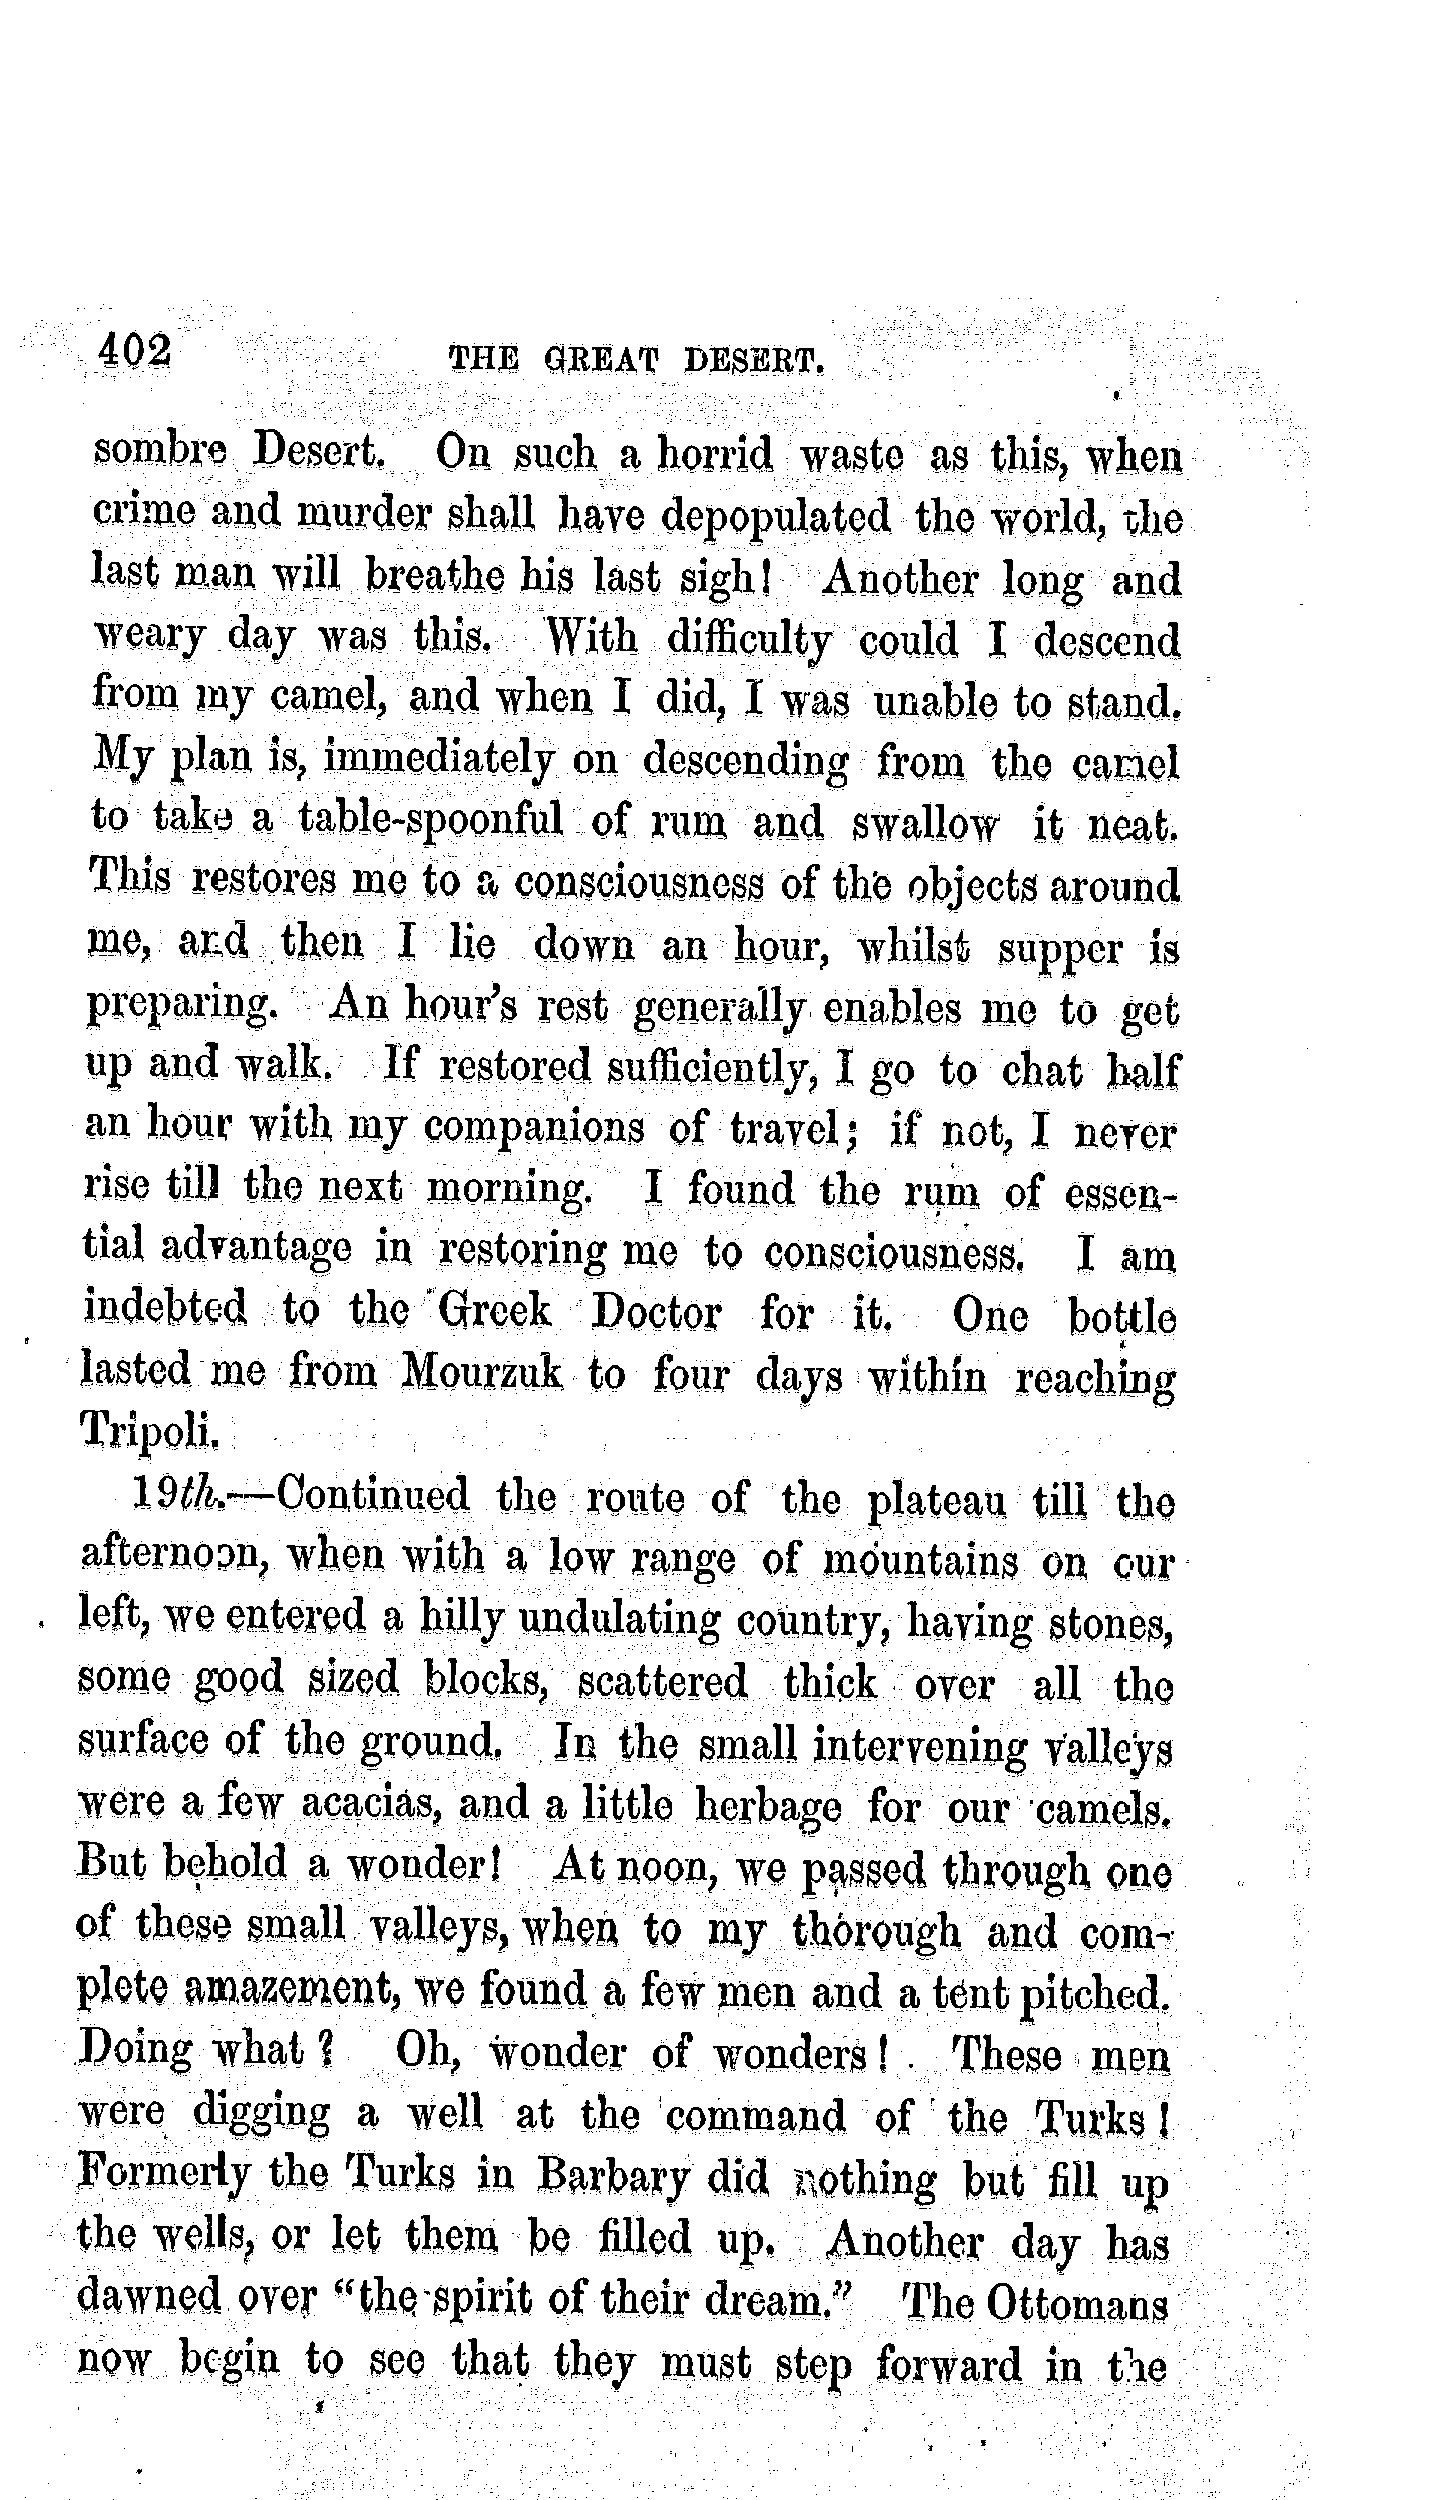 402 THE GREAT DESERT.
sombre Desert. On such a horrid waste as this, when
crime and murder shall have depopulated the world, the
last man will breathe his last sigh! Another long and
weary day was this. With difficulty could I descend
from my camel, and when I did, I was unable to stand.
My plan is, immediately on descending from the camel
to take a table-spoonful of rum and swallow it neat.
This restores me to a consciousness of the objects around
me, and then I lie down an hour, whilst supper is
preparing. An hour's rest generally enables me to get
up and walk. If restored sufficiently, I go to chat half
an hour with my companions of travel; if not, I never
rise till the next morning. I found the rum of essen-
tial advantage in restoring me to consciousness. I am
indebted to the Greek Doctor for it. One bottle
lasted me from Mourzuk to four days within reaching
Tripoli.
19th.—Continued the route of the plateau till the
afternoon, when with a low range of mountains on our
left, we entered a hilly undulating country, having stones,
some good sized blocks, scattered thick over all the
surface of the ground. In the small intervening valleys
were a few acacias, and a little herbage for our camels.
But behold a wonder! At noon, we passed through one
of these small valleys, when to my thorough and com-
plete amazement, we found a few men and a tent pitched.
Doing what? Oh, wonder of wonders! These men
were digging a well at the command of the Turks!
Formerly the Turks in Barbary did nothing but fill up
the wells, or let them be filled up. Another day has
dawned over "the spirit of their dream." The Ottomans
now begin to see that they must step forward in the